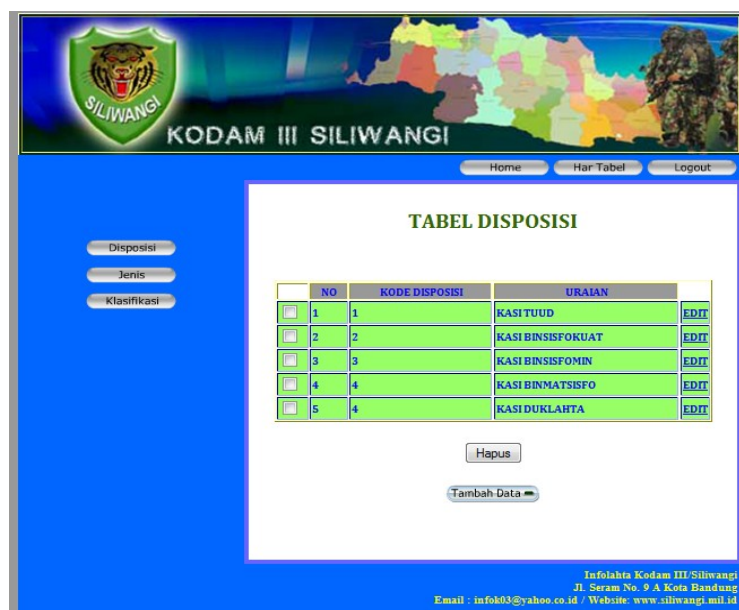 SILIWANGI
KODAM III SILIWANGI
Home Har Tabel Logout
Disposisi
Jenis
Klasifikasi
TABEL DISPOSISI
NO KODE DISPOSISI URAIAN
1 1 KASI TUUD EDIT
2 2 KASI BINSISFOKUAT EDIT
3 3 KASI BINSISFOMIN EDIT
4 4 KASI BINMATSISFO EDIT
5 4 KASI DUKLAHTA EDIT
Hapus
Tambah Data
Infolahta Kodam III/Siliwangi
Jl. Seram No. 9 A Kota Bandung
Email : infok03@yahoo.co.id / Website: www.siliwangi.mil.id